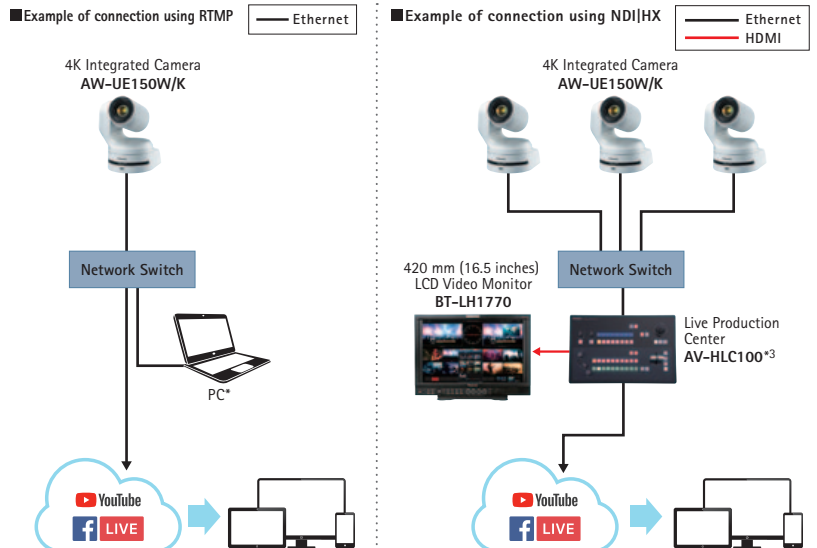 ■Example of connection using RTMP
Ethernet
4K Integrated Camera
AW-UE150W/K
Network Switch
PC*
YouTube
f LIVE
■Example of connection using NDI|HX
Ethernet
HDMI
4K Integrated Camera
AW-UE150W/K
420 mm (16.5 inches)
LCD Video Monitor
BT-LH1770
Network Switch
Live Production
Center
AV-HLC100*3
YouTube
f LIVE